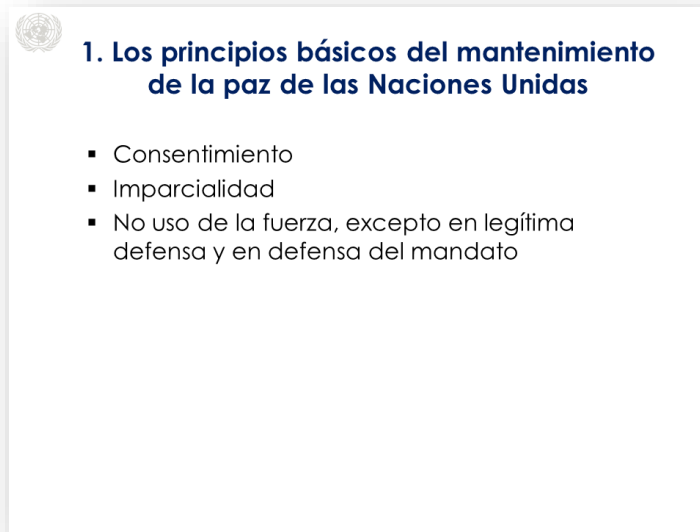 1. Los principios básicos del mantenimiento
de la paz de las Naciones Unidas
▪ Consentimiento
▪ Imparcialidad
▪ No uso de la fuerza, excepto en legítima
defensa y en defensa del mandato